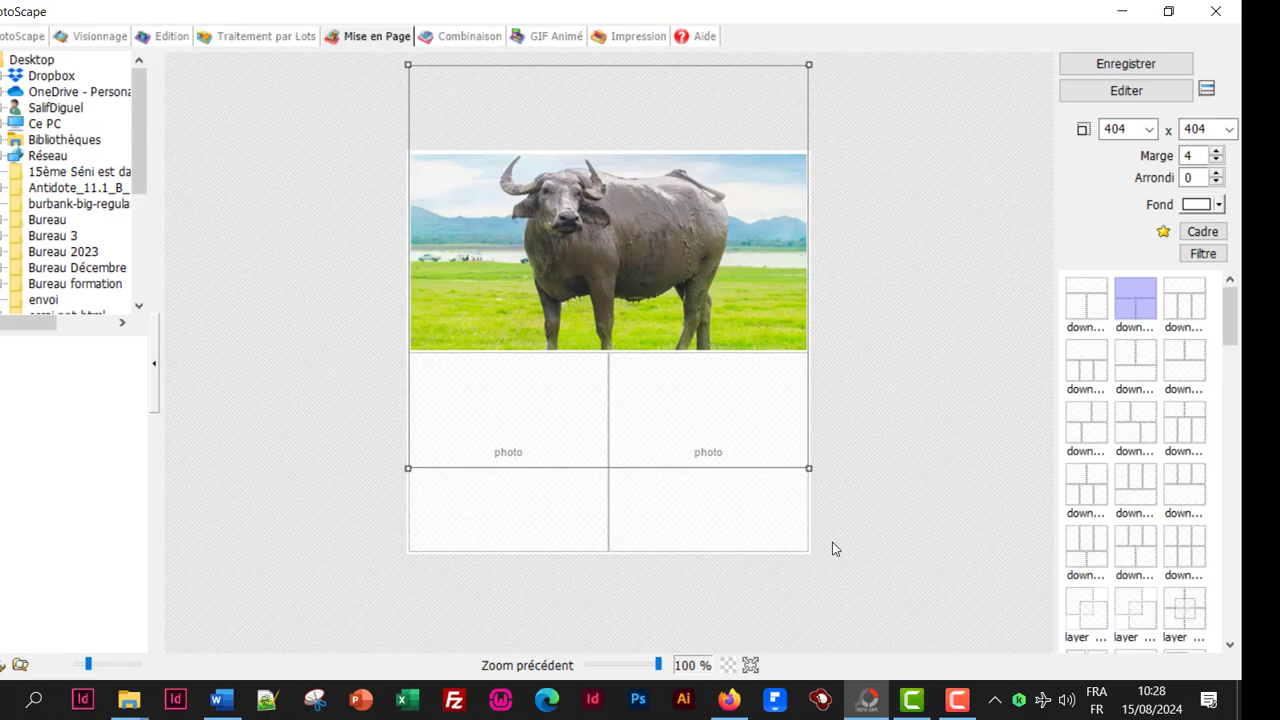 otoScape
otoScape Visionnage Edition Traitement par Lots Mise en Page Combinaison GIF Animé Impression Aide
Desktop
Dropbox
OneDrive - Persona
SalifDiguel
Ce PC
Bibliothèques
Réseau
15ème Séni est da
Antidote_11.1_B_
burbank-big-regula
Bureau
Bureau 3
Bureau 2023
Bureau Décembre
Bureau formation
envoi
photo photo
Enregistrer
Editer
404 x 404
Marge 4
Arrondi 0
Fond
Cadre
Filtre
down... down... down...
down... down... down...
down... down... down...
down... down... down...
down... down... down...
layer ... layer ... layer ...
Zoom précédent 100 %
FRA
FR
10:28
15/08/2024